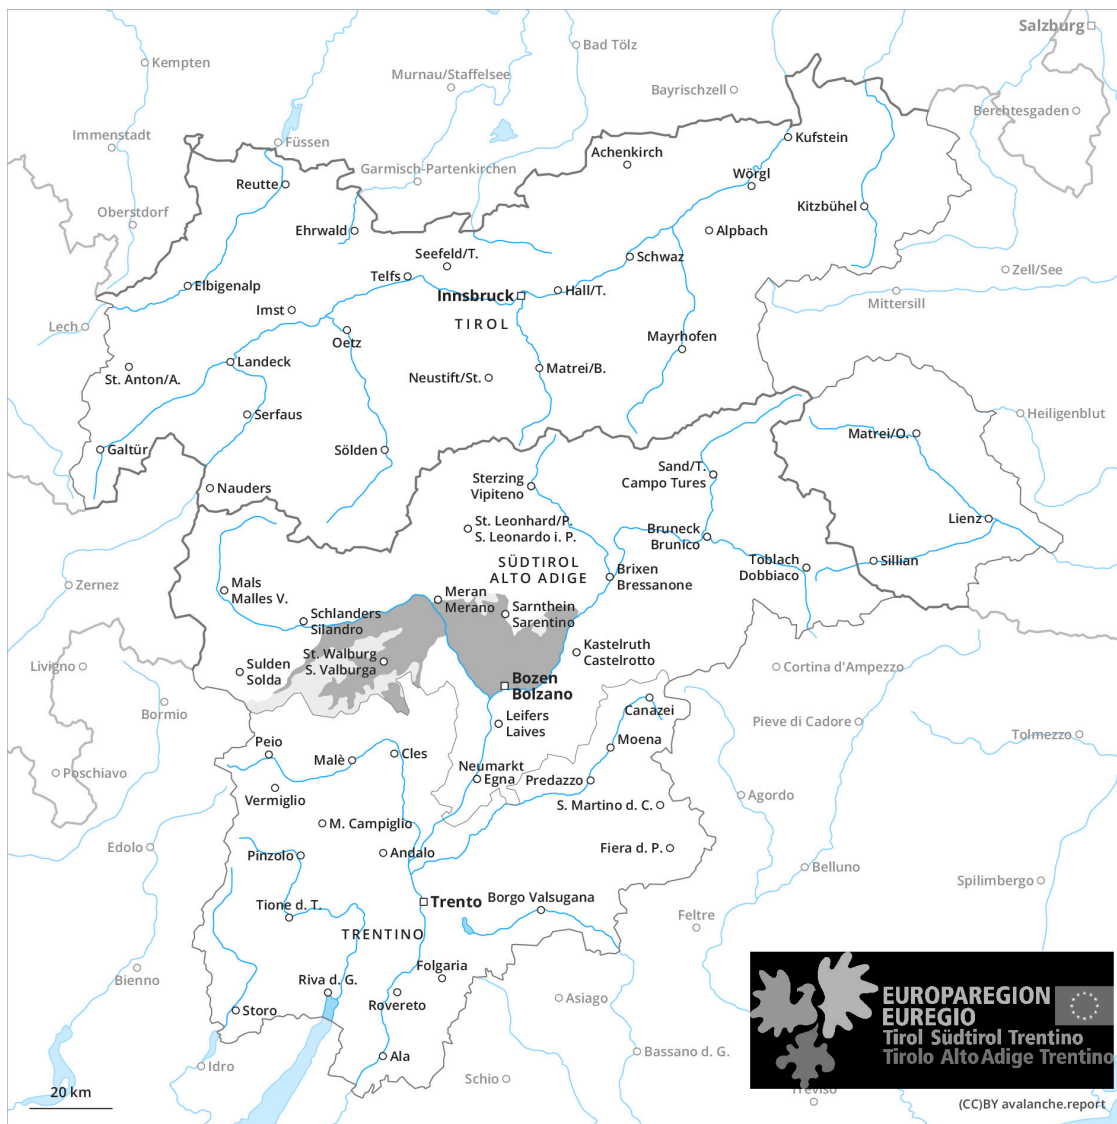 Salzburg
Bad Tölz
Kempten
Murnau/Staffelsee
Bayrischzell
Berchtesgaden
Immenstadt
Füssen
Kufstein
Achenkirch
Garmisch-Partenkirchen
Wörgl
Reutte
Kitzbühel
Oberstdorf
Ehrwald
Alpbach
Seefeld/T.
Schwaz
Zell/See
Telfs
Elbigenalp
Hall/T.
Innsbruck
Mittersill
Imst
TIROL
Lech
Oetz
Mayrhofen
Landeck
Matrei/B.
St. Anton/A.
Neustift/St.
Serfaus
Heiligenblut
Matrei/O.
Galtür
Sölden
Sand/T.
Campo Tures
Sterzing
Vipiteno
Nauders
Lienz
St. Leonhard/P.
S. Leonardo i. P.
Bruneck
Brunico
SÜDTIROL
ALTO ADIGE
Toblach
Dobbiaco
Sillian
Brixen
Bressanone
Zernez
Mals
Malles V.
Meran
Merano
Sarnthein
Sarentino
Schlanders
Silandro
Kastelruth
Castelrotto
St. Walburg
S. Valburga
Livigno
Sulden
Solda
Cortina d'Ampezzo
Bozen
Bolzano
Bormio
Canazei
Leifers
Laives
Pieve di Cadore
Tolmezzo
Moena
Peio
Cles
Malè
Neumarkt
Egna
Predazzo
Poschiavo
Vermiglio
Agordo
S. Martino d. C.
M. Campiglio
Edolo
Pinzolo
Andalo
Fiera d. P.
Belluno
Spilimbergo
Trento
Borgo Valsugana
Tione d. T.
Feltre
TRENTINO
Bienno
Folgaria
Riva d. G.
Rovereto
Asiago
Storo
EUROPAREGION
EUREGIO
Tirol Südtirol Trentino
Tirolo Alto Adige Trentino
Ala
Bassano d. G.
Idro
Schio
Treviso
20 km
(CC)BY avalanche.report